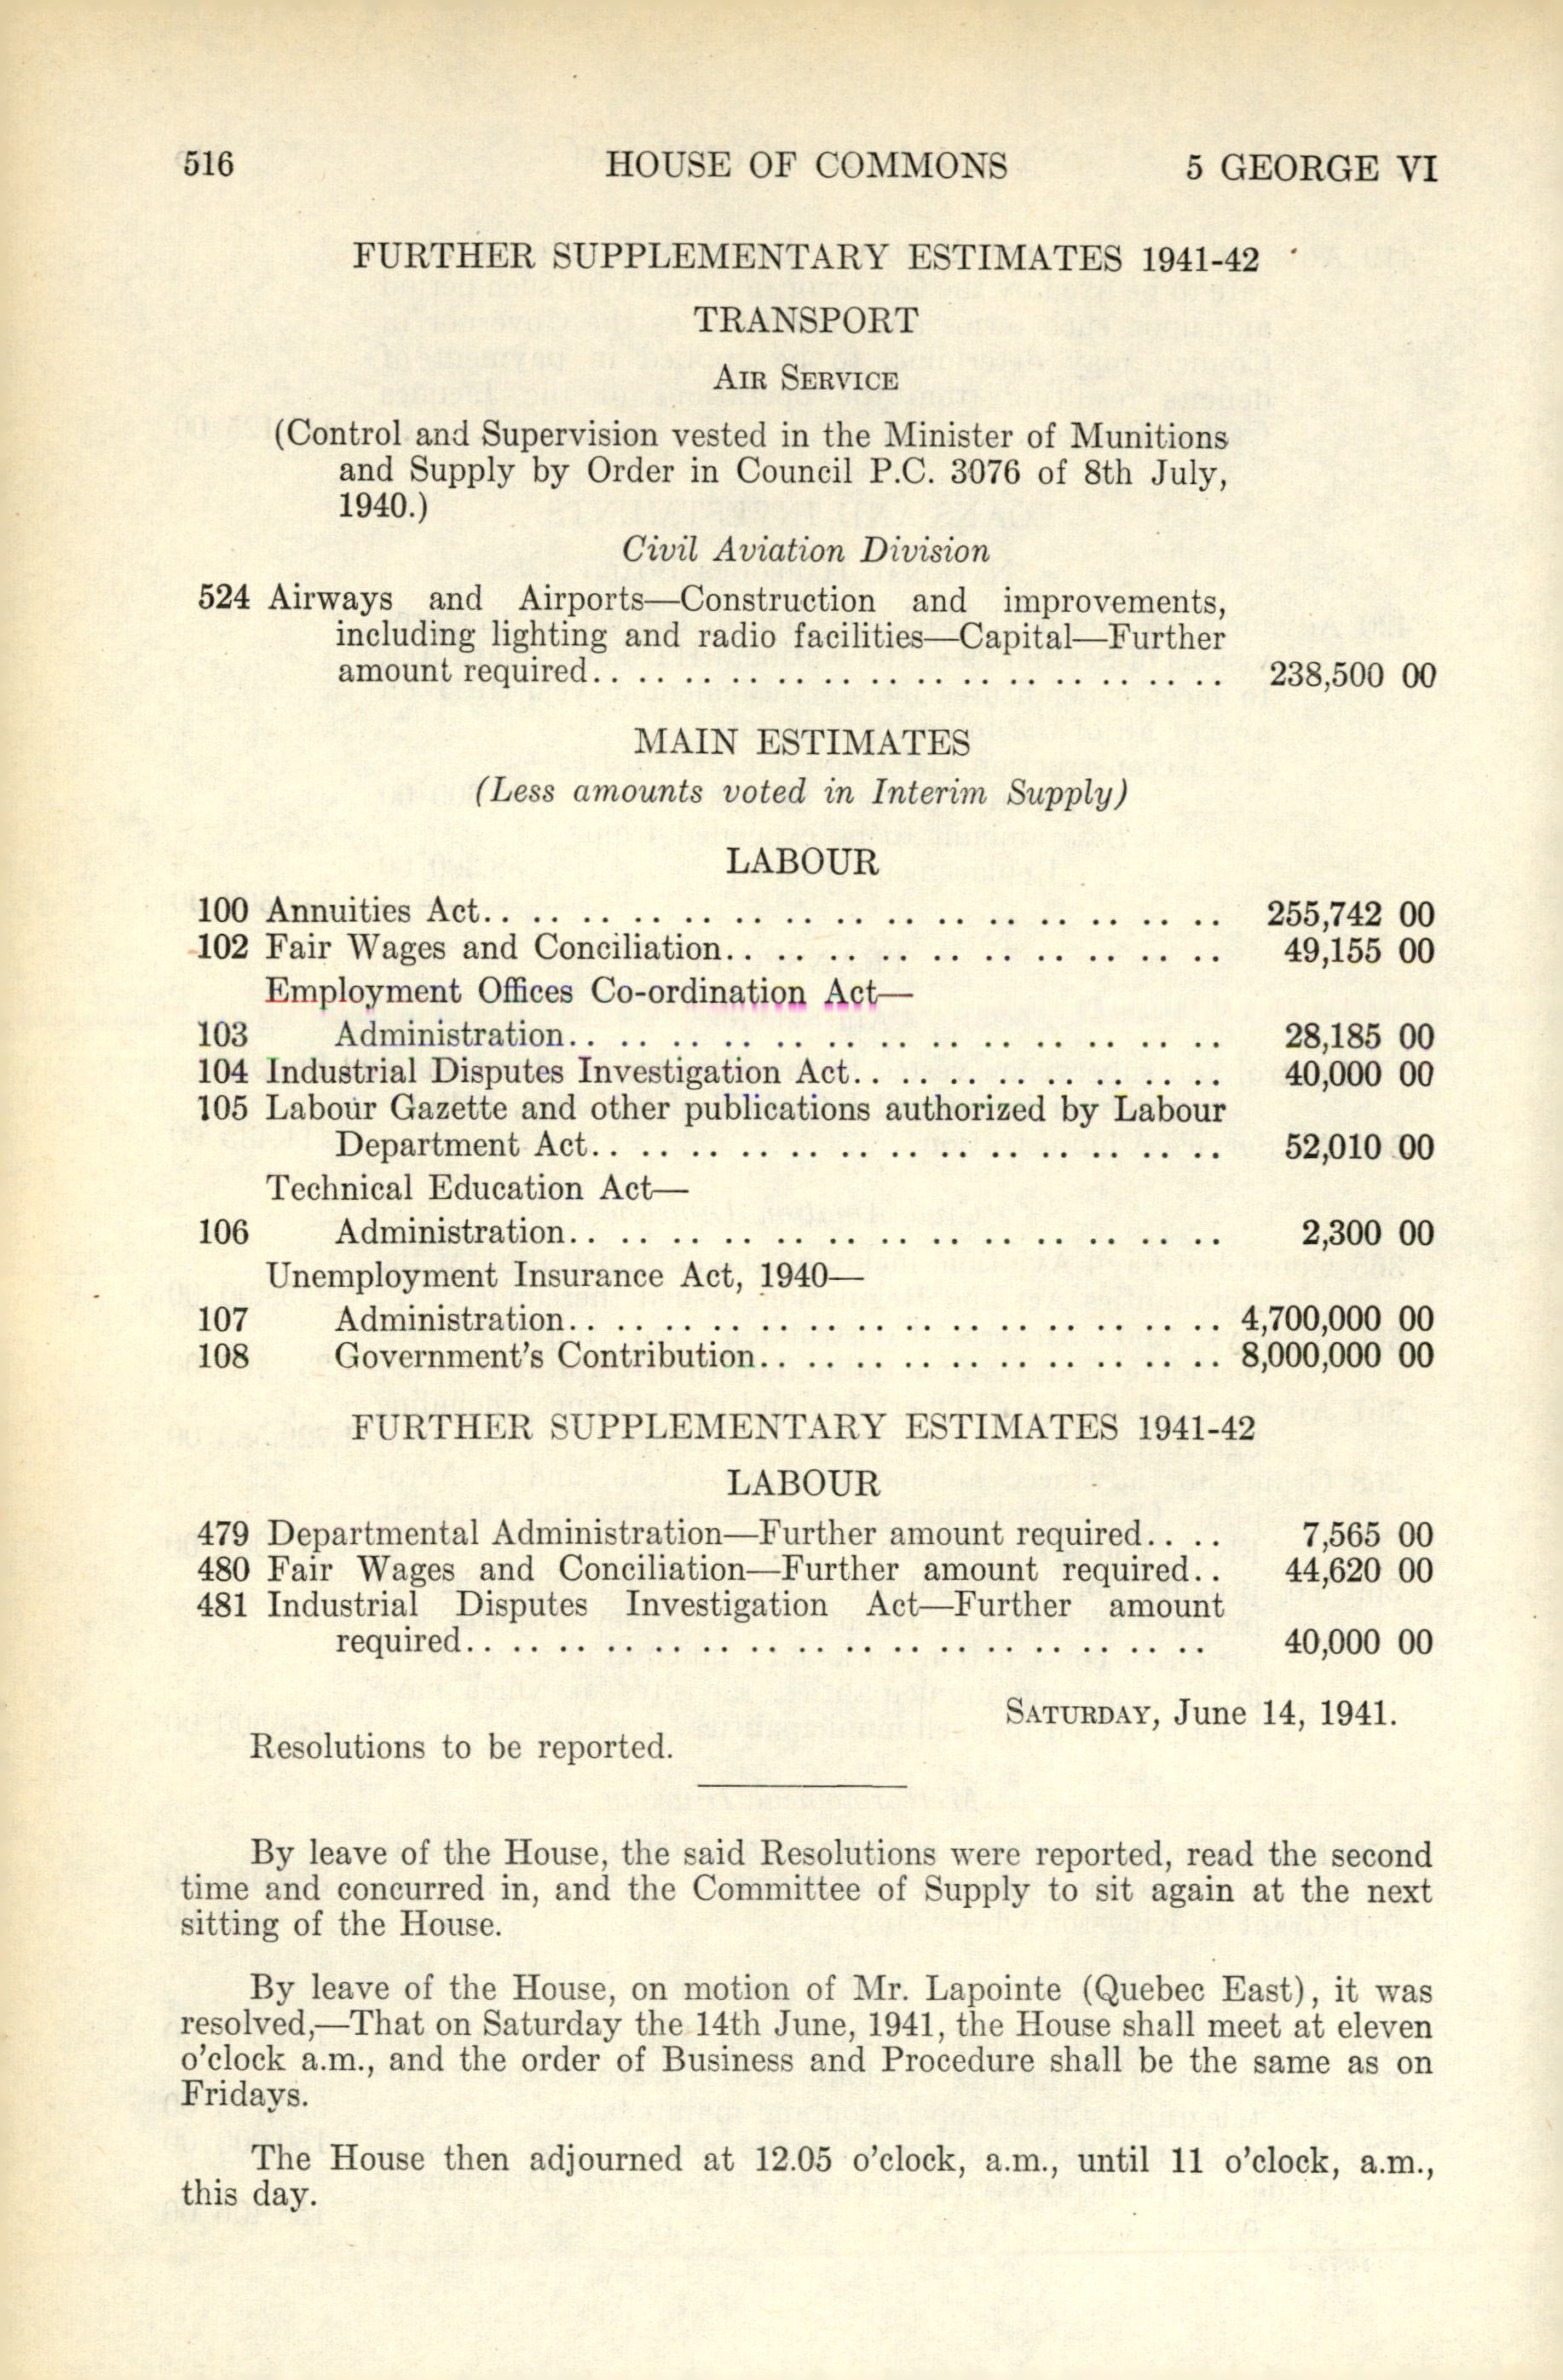 516 HOUSE OF COMMONS 5 GEORGE VI
FURTHER SUPPLEMENTARY ESTIMATES 1941-42
TRANSPORT
AIR SERVICE
(Control and Supervision vested in the Minister of Munitions
and Supply by Order in Council P.C. 3076 of 8th July,
1940.)
Civil Aviation Division
524 Airways and Airports—Construction and improvements,
including lighting and radio facilities—Capital—Further
amount required. . . . . . . . . . . . . . . . . . . . . . . . . . . 238,500 00
MAIN ESTIMATES
(Less amounts voted in Interim Supply)
LABOUR
100 Annuities Act. . . . . . . . . . . . . . . . . . . . . . . . . . . . . . 255,742 00
102 Fair Wages and Conciliation. . . . . . . . . . . . . . . . . . . . 49,155 00
Employment Offices Co-ordination Act—
103 Administration. . . . . . . . . . . . . . . . . . . . . . . . . . 28,185 00
104 Industrial Disputes Investigation Act. . . . . . . . . . . . . . . 40,000 00
105 Labour Gazette and other publications authorized by Labour
Department Act. . . . . . . . . . . . . . . . . . . . . . . . . . 52,010 00
Technical Education Act—
106 Administration. . . . . . . . . . . . . . . . . . . . . . . . . . 2,300 00
Unemployment Insurance Act, 1940—
107 Administration. . . . . . . . . . . . . . . . . . . . . . . . . . . 4,700,000 00
108 Government's Contribution. . . . . . . . . . . . . . . . . . . 8,000,000 00
FURTHER SUPPLEMENTARY ESTIMATES 1941-42
LABOUR
479 Departmental Administration—Further amount required. . . . 7,565 00
480 Fair Wages and Conciliation—Further amount required. . 44,620 00
481 Industrial Disputes Investigation Act—Further amount
required. . . . . . . . . . . . . . . . . . . . . . . . . . . . . . . 40,000 00
SATURDAY, June 14, 1941.
Resolutions to be reported.
By leave of the House, the said Resolutions were reported, read the second
time and concurred in, and the Committee of Supply to sit again at the next
sitting of the House.
By leave of the House, on motion of Mr. Lapointe (Quebec East), it was
resolved,—That on Saturday the 14th June, 1941, the House shall meet at eleven
o'clock a.m., and the order of Business and Procedure shall be the same as on
Fridays.
The House then adjourned at 12.05 o'clock, a.m., until 11 o'clock, a.m.,
this day.